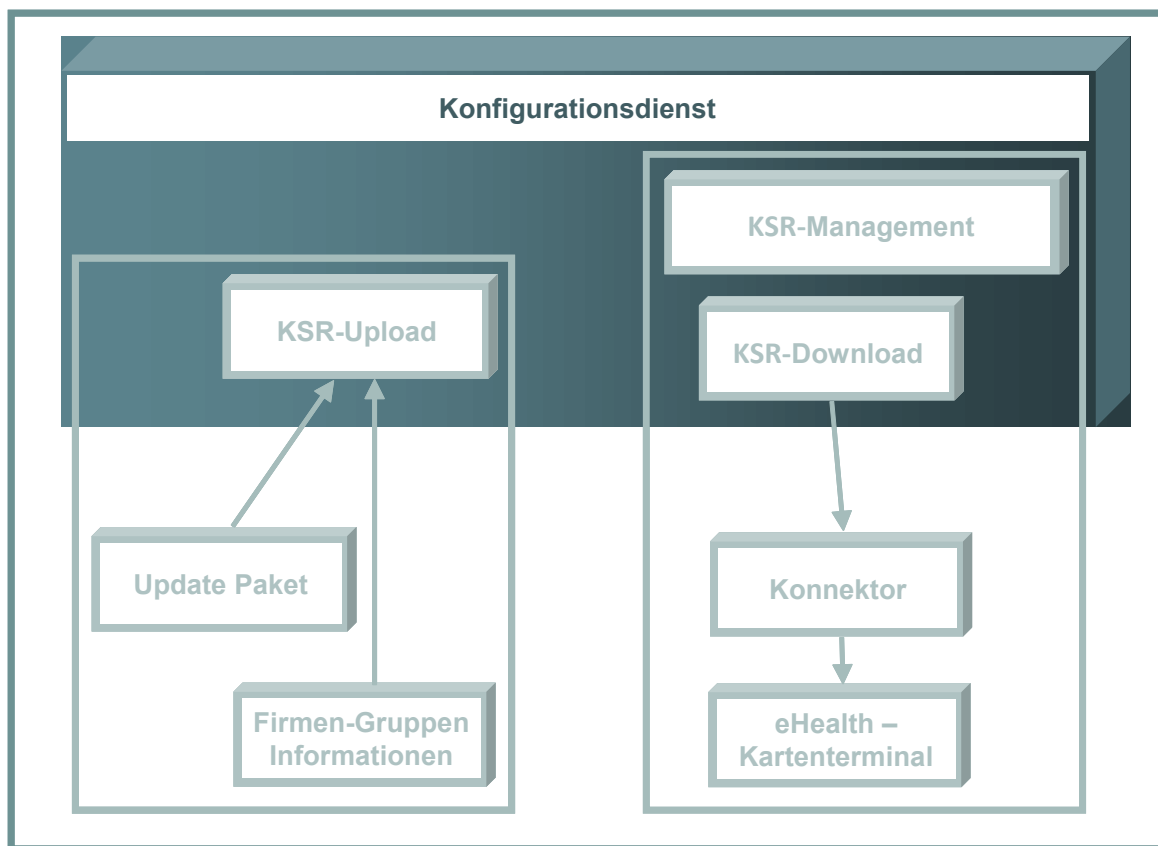 Konfigurationsdienst
KSR-Management
KSR-Upload
KSR-Download
Update Paket
Konnektor
Firmen-Gruppen
Informationen
eHealth –
Kartenterminal